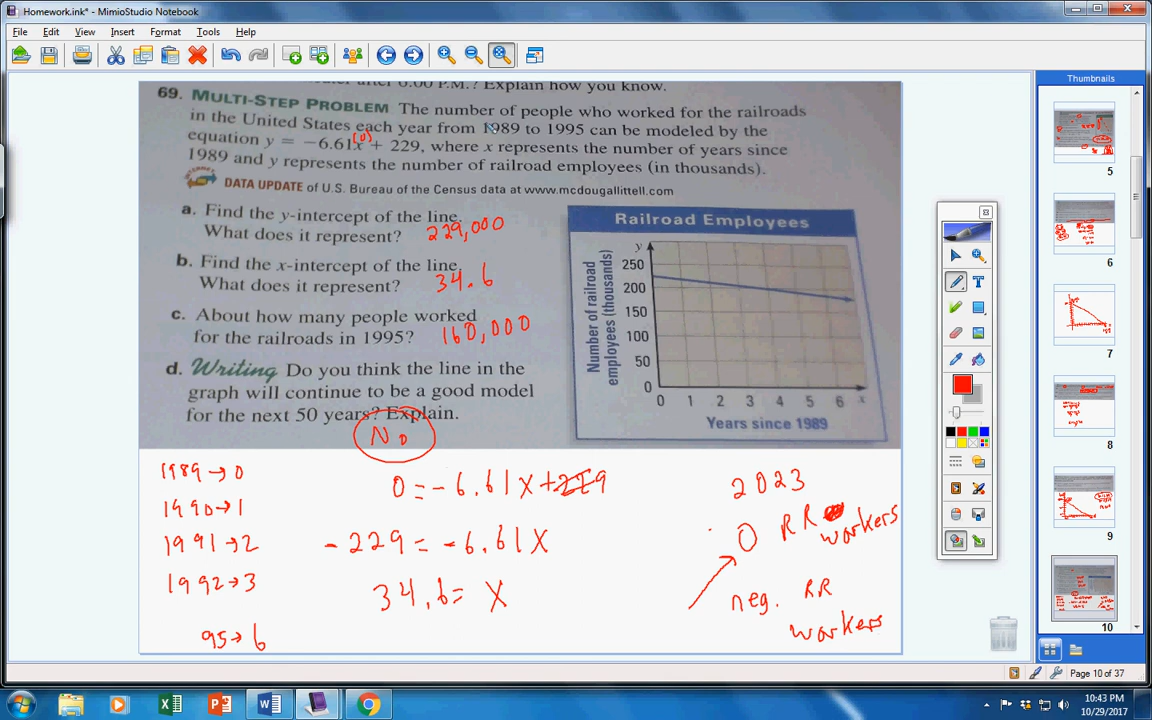 Homework.ink* - MimioStudio Notebook
File Edit View Insert Format Tools Help
after 6:00 P.M.? Explain how you know.
69. MULTI-STEP PROBLEM The number of people who worked for the railroads
in the United States each year from 1989 to 1995 can be modeled by the
equation y = −6.61x + 229, where x represents the number of years since
(0)
1989 and y represents the number of railroad employees (in thousands).
INTERNET DATA UPDATE of U.S. Bureau of the Census data at www.mcdougallittell.com
a. Find the y-intercept of the line.
What does it represent?
229,000
b. Find the x-intercept of the line.
What does it represent?
34.6
c. About how many people worked
for the railroads in 1995?
160,000
d. Writing Do you think the line in the
graph will continue to be a good model
for the next 50 years? Explain.
No
Railroad Employees
Number of railroad
employees (thousands)
y
250
200
150
100
50
0
0 1 2 3 4 5 6 x
Years since 1989
1989→0
1990→1
1991→2
1992→3
95→6
0=-6.61x+229
-229=-6.61x
34.6=x
2023
0 RR workers
neg. RR
workers
T
Thumbnails
5
6
7
8
9
10
Page 10 of 37
10:43 PM
10/29/2017